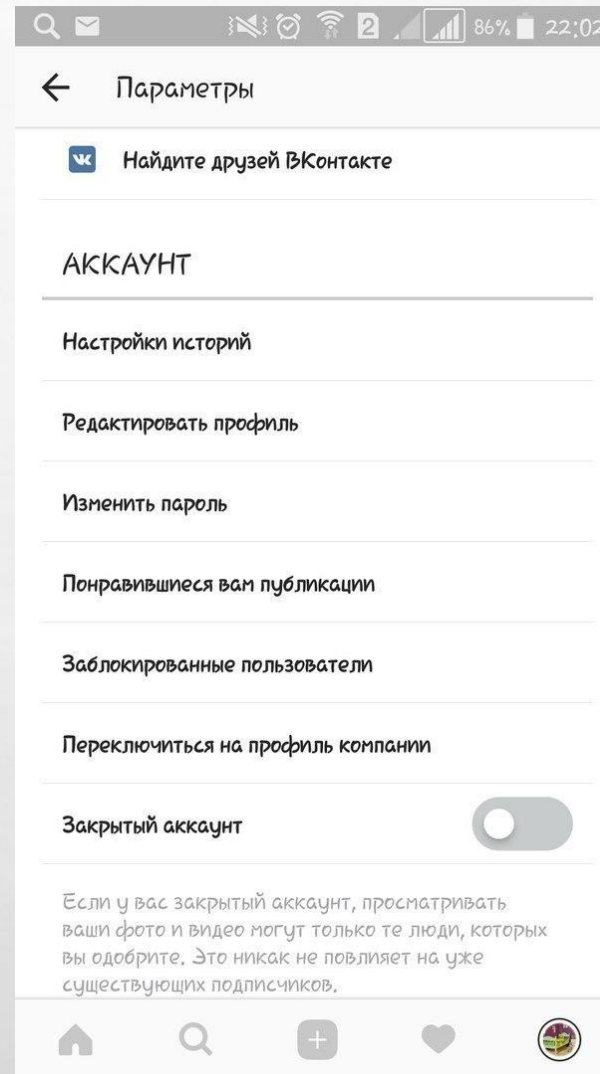 2 86% 22:02
Параметры
Найдите друзей ВКонтакте
АККАУНТ
Настройки историй
Редактировать профиль
Изменить пароль
Понравившиеся вам публикации
Заблокированные пользователи
Переключиться на профиль компании
Закрытый аккаунт
Если у вас закрытый аккаунт, просматривать
ваши фото и видео могут только те люди, которых
вы одобрите. Это никак не повлияет на уже
существующих подписчиков.